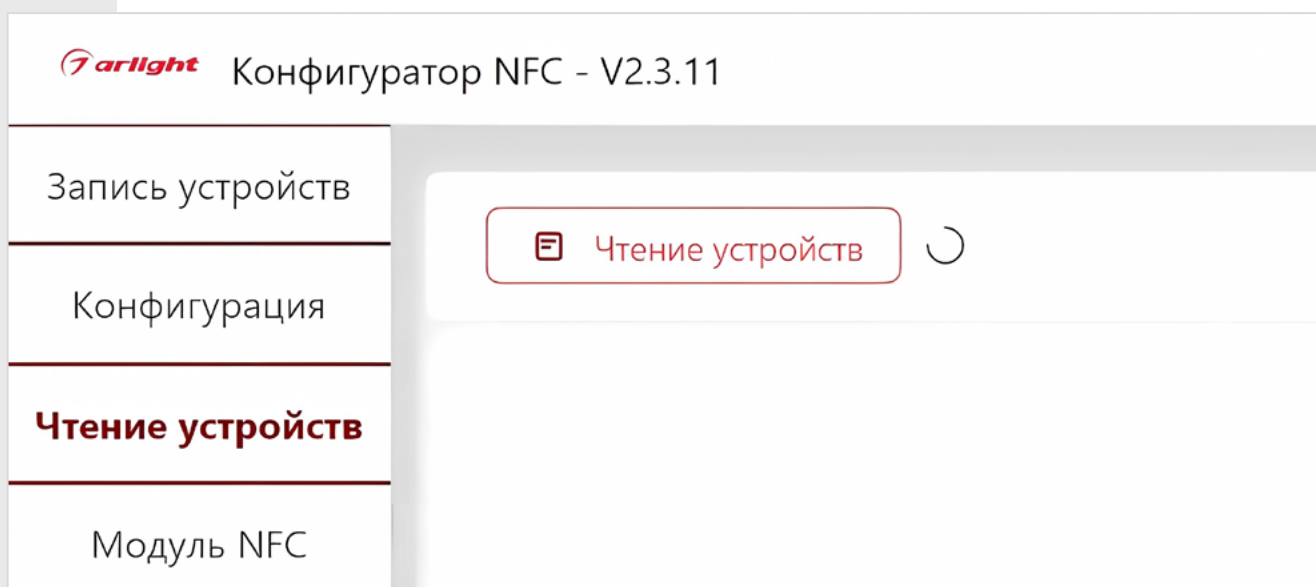 arlight Конфигуратор NFC - V2.3.11
Запись устройств
Чтение устройств
Конфигурация
Чтение устройств
Модуль NFC